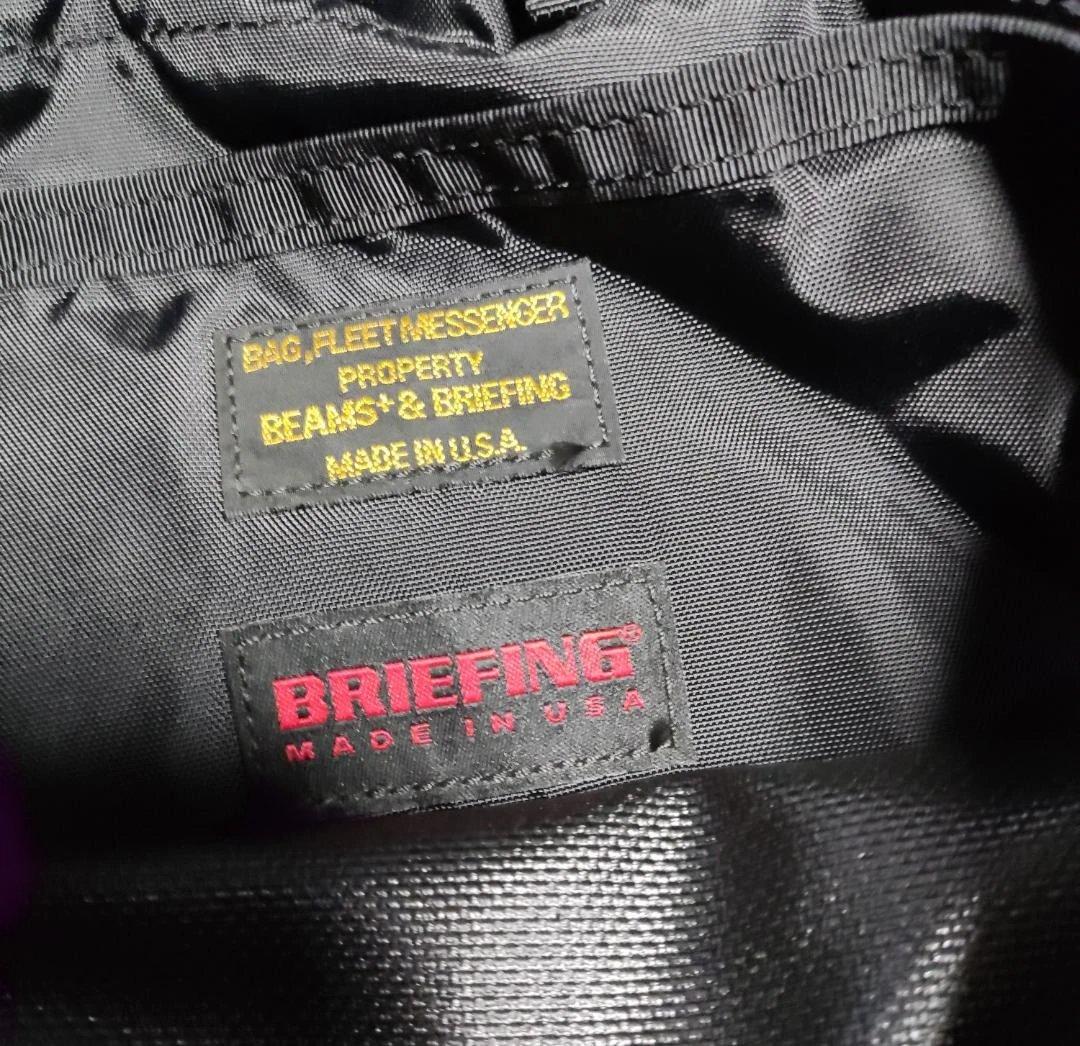 BAG, FLEET MESSENGER
PROPERTY
BEAMS+ & BRIEFING
MADE IN U.S.A.
BRIEFING®
MADE IN USA